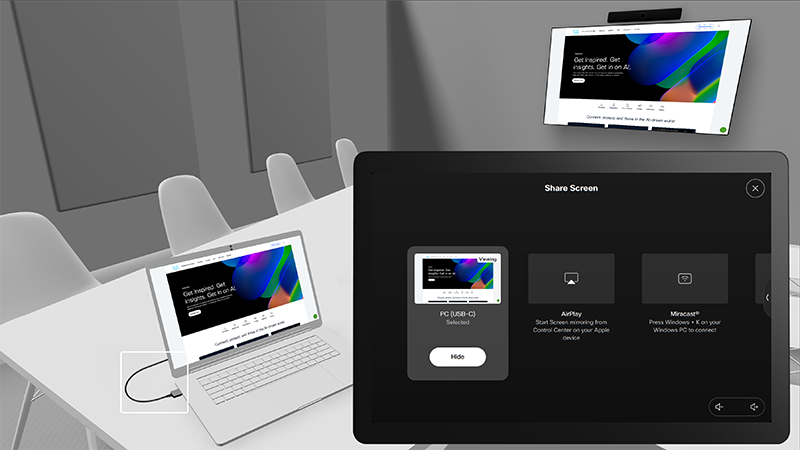 Get inspired. Get
insights. Get in on AI.
Connect, protect, and thrive in the AI-driven world
Get inspired. Get
insights. Get in on AI.
Connect, protect, and thrive in the AI-driven world
Share Screen
Viewing
PC (USB-C)
Selected
Hide
AirPlay
Start Screen mirroring from
Control Center on your Apple
device
Miracast®
Press Windows + K on your
Windows PC to connect